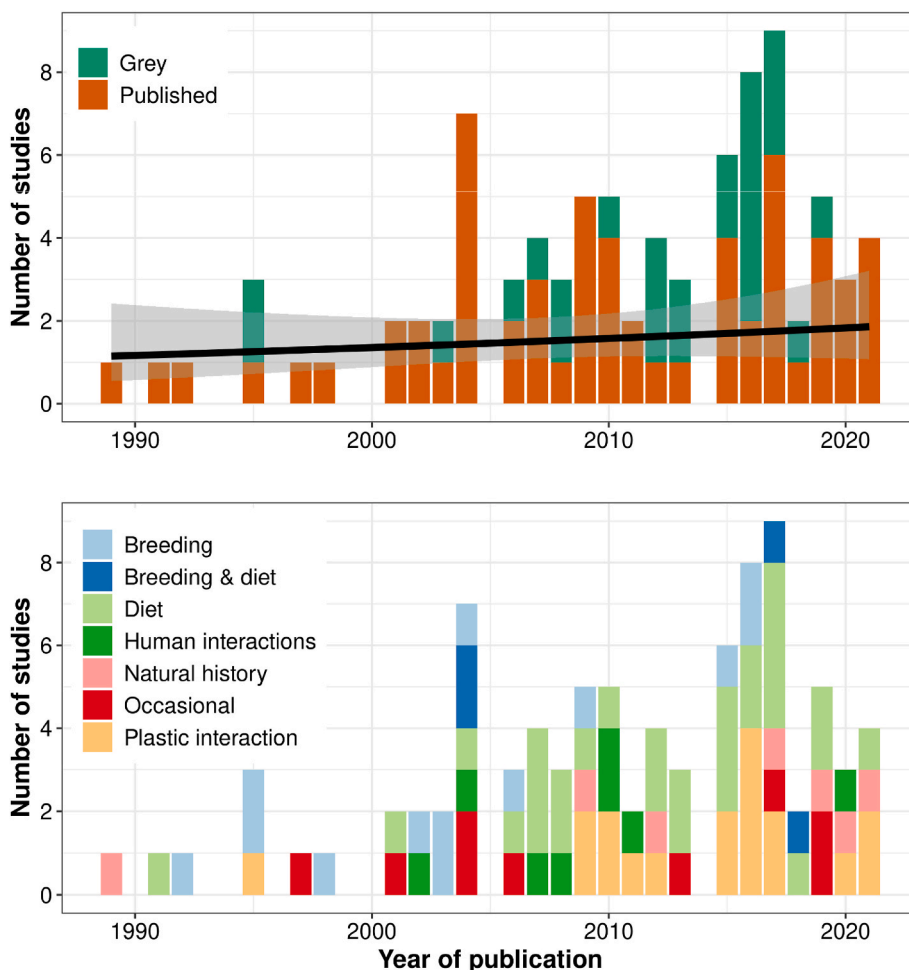 Number of studies
8
6
4
2
0
Grey
Published
1990 2000 2010 2020
Number of studies
8
6
4
2
0
Breeding
Breeding & diet
Diet
Human interactions
Natural history
Occasional
Plastic interaction
1990 2000 2010 2020
Year of publication